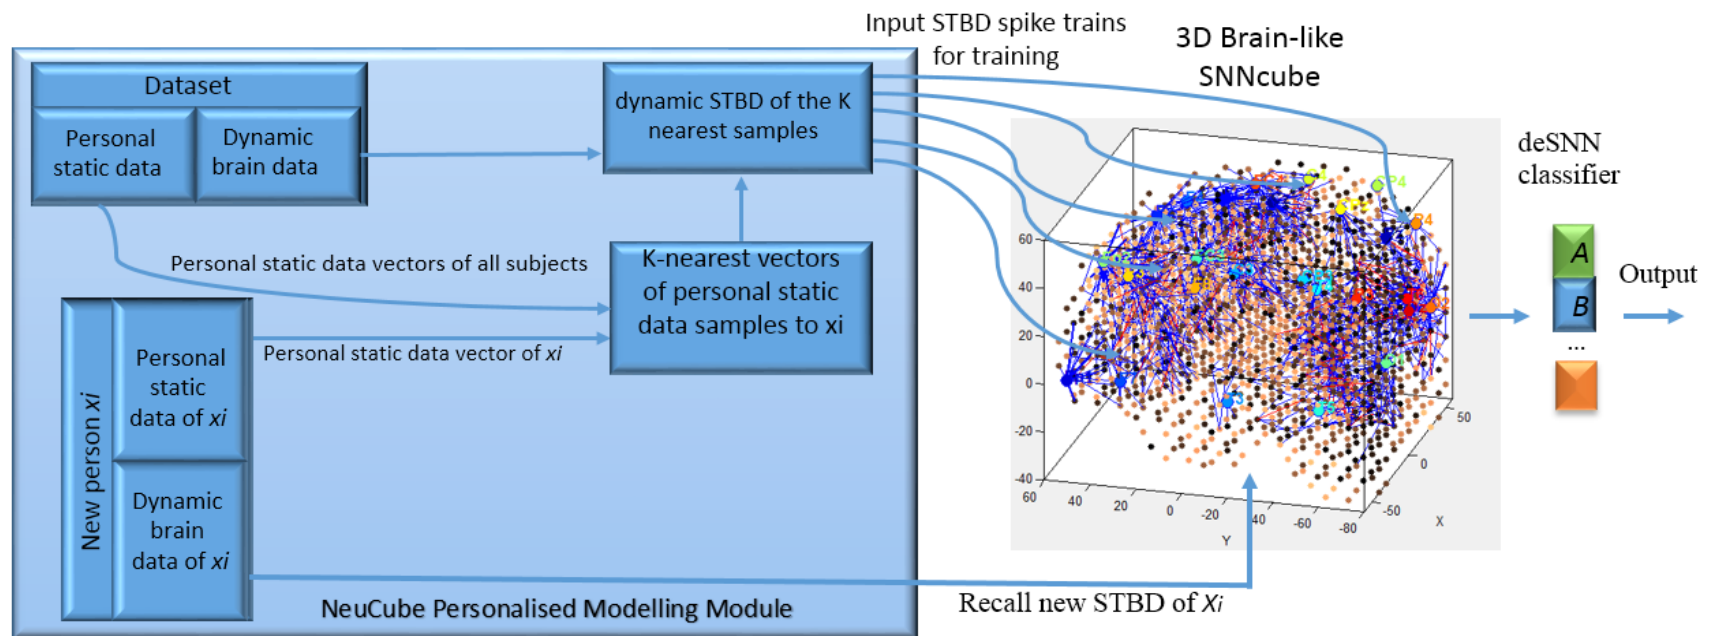 Input STBD spike trains
for training
3D Brain-like
SNNcube
Dataset
Personal
static data
Dynamic
brain data
dynamic STBD of the K
nearest samples
deSNN
classifier
Personal static data vectors of all subjects
K-nearest vectors
of personal static
data samples to xi
Personal static data vector of xi
New person xi
Personal
static
data of xi
Dynamic
brain
data of xi
NeuCube Personalised Modelling Module
Recall new STBD of Xi
60
40
20
0
-20
-40
60
40
20
0
-20
40
-60
-80
Y
-50
0
50
X
C4
CP4
P4
A
B
...
Output